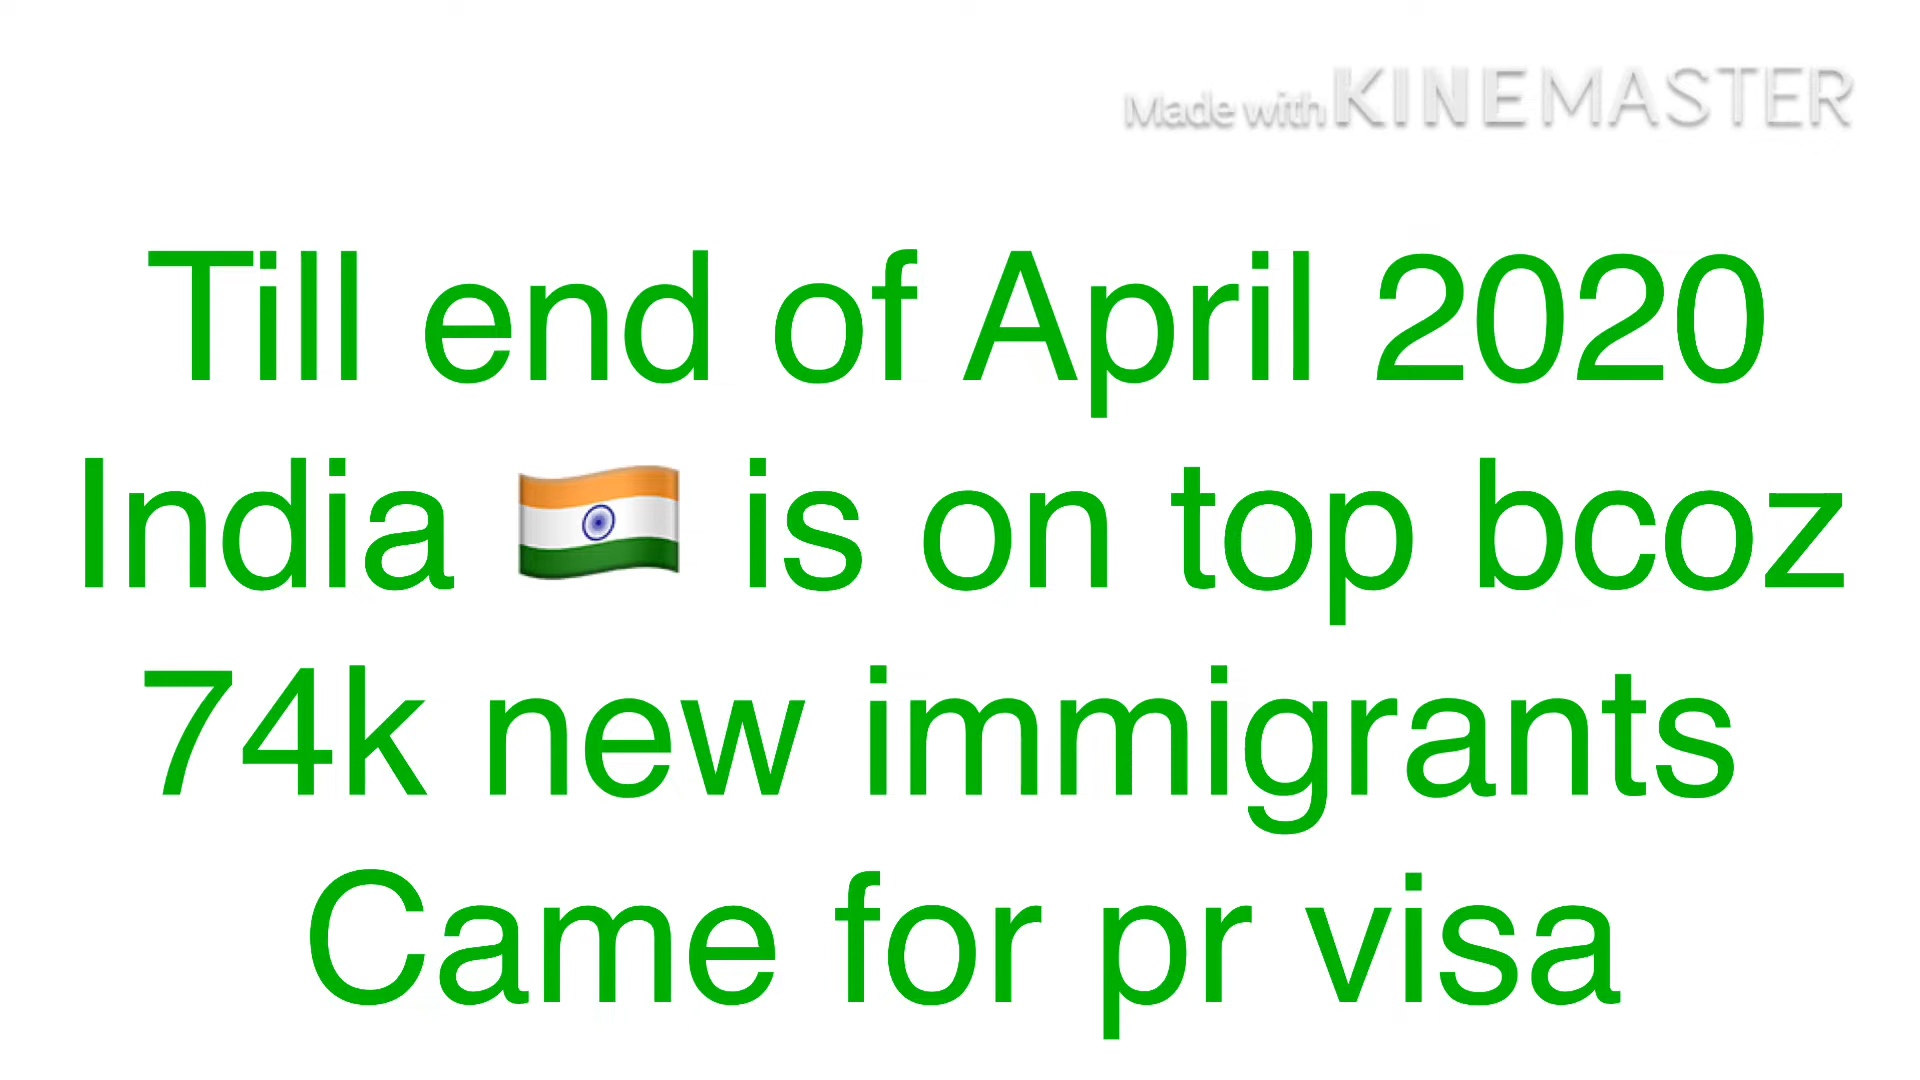 Made with KINEMASTER
Till end of April 2020
India 🇮🇳 is on top bcoz
74k new immigrants
Came for pr visa